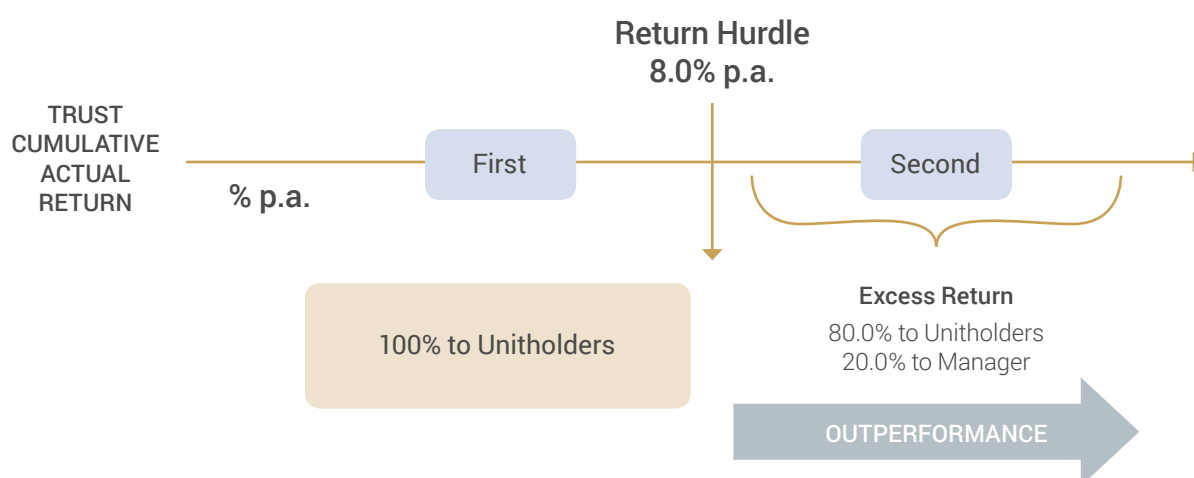 Return Hurdle
8.0% p.a.
TRUST
CUMULATIVE
ACTUAL
RETURN
% p.a.
First
Second
100% to Unitholders
Excess Return
80.0% to Unitholders
20.0% to Manager
OUTPERFORMANCE